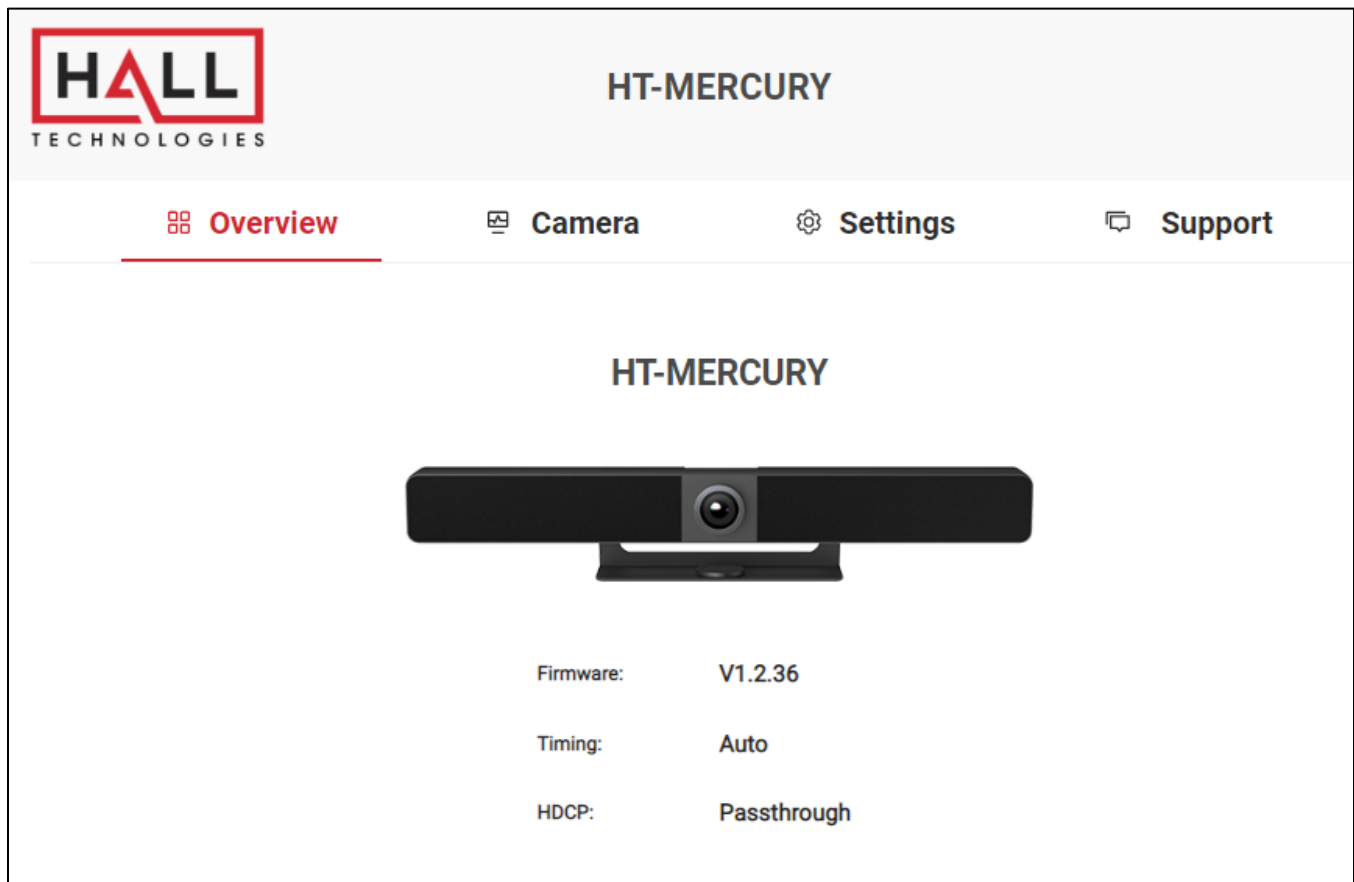 HALL
TECHNOLOGIES
HT-MERCURY
Overview Camera Settings Support
HT-MERCURY
Firmware: V1.2.36
Timing: Auto
HDCP: Passthrough